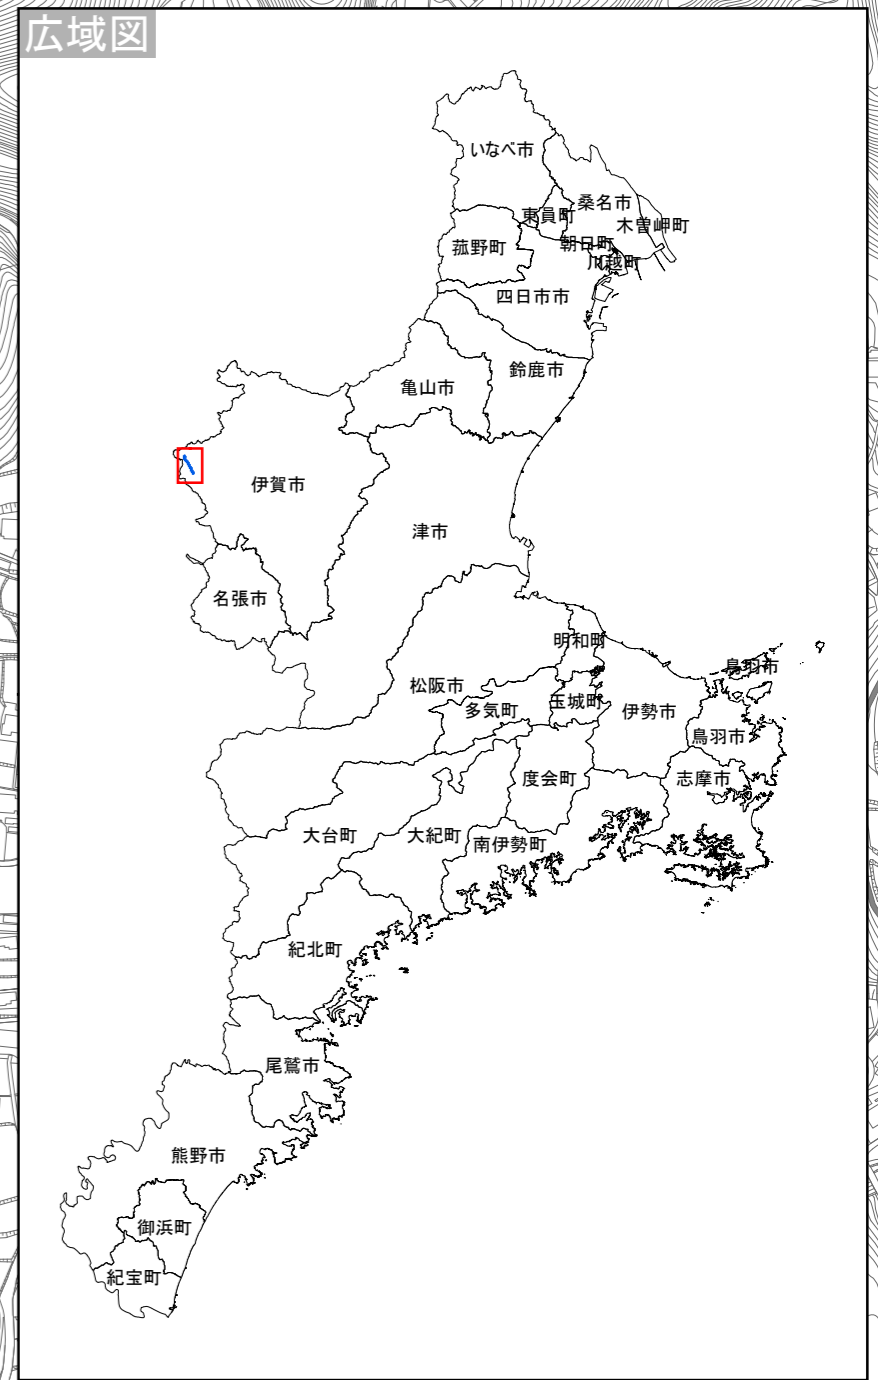 広域図
いなべ市
桑名市
東員町
木曽岬町
朝日町
菰野町
川越町
四日市市
鈴鹿市
亀山市
伊賀市
津市
名張市
明和町
鳥羽市
松阪市
玉城町
多気町
伊勢市
鳥羽市
度会町
志摩市
大台町
大紀町
南伊勢町
紀北町
尾鷲市
熊野市
御浜町
紀宝町